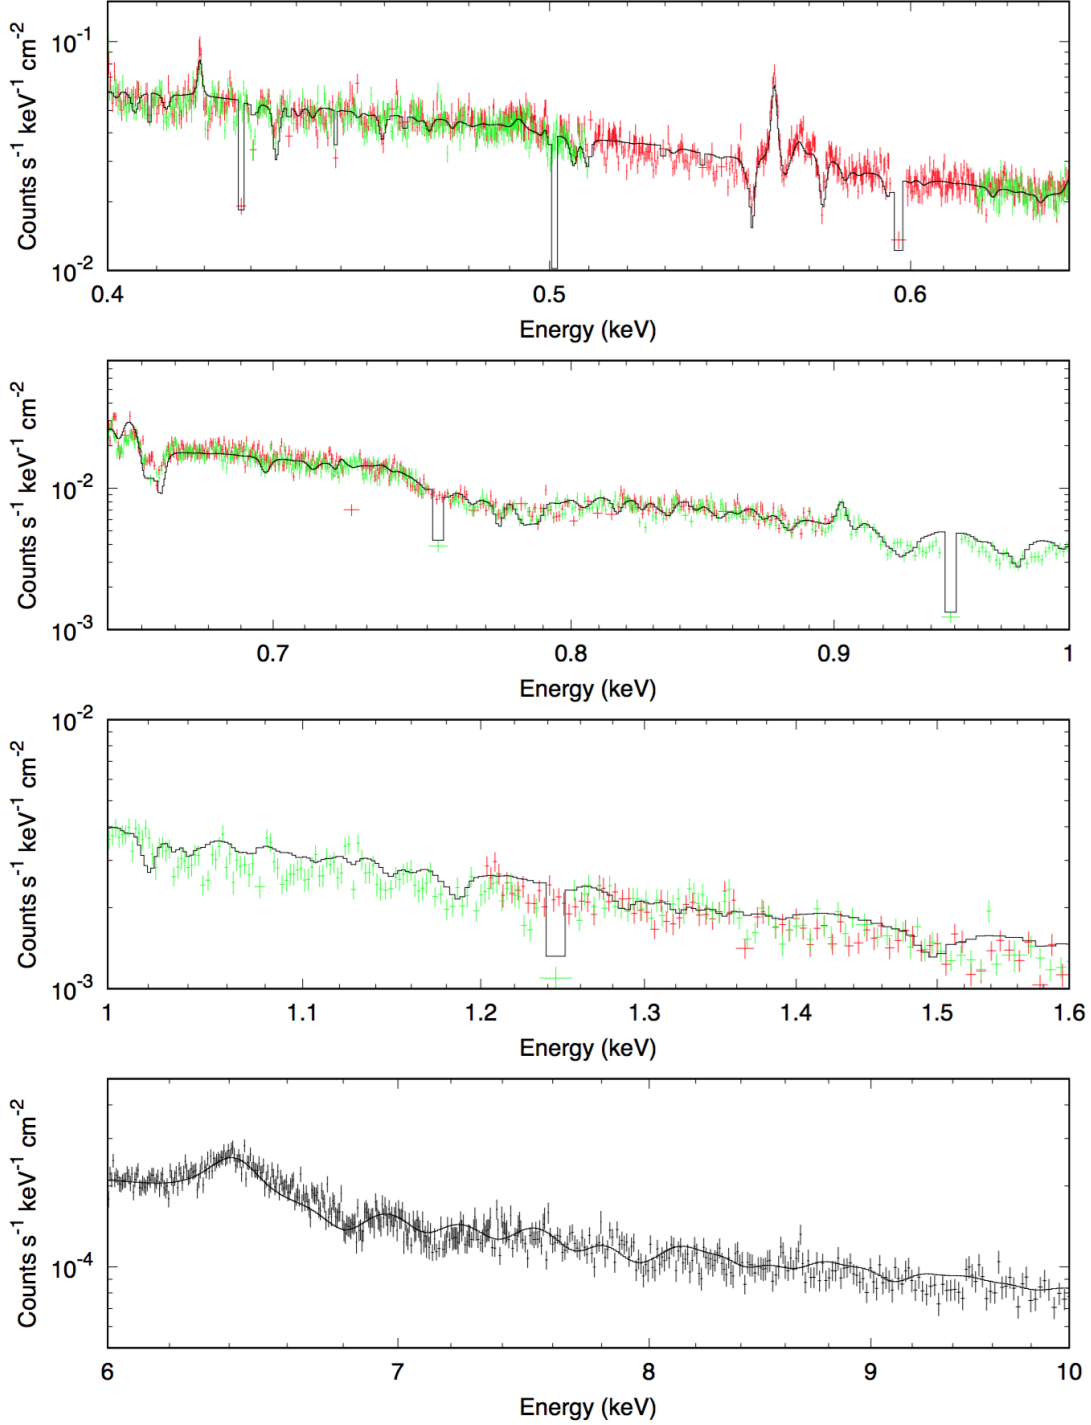 Counts s⁻¹ keV⁻¹ cm⁻²
10⁻¹
10⁻²
0.4 0.5 0.6
Energy (keV)
Counts s⁻¹ keV⁻¹ cm⁻²
10⁻²
10⁻³
0.7 0.8 0.9 1
Energy (keV)
Counts s⁻¹ keV⁻¹ cm⁻²
10⁻²
10⁻³
1 1.1 1.2 1.3 1.4 1.5 1.6
Energy (keV)
Counts s⁻¹ keV⁻¹ cm⁻²
10⁻⁴
6 7 8 9 10
Energy (keV)